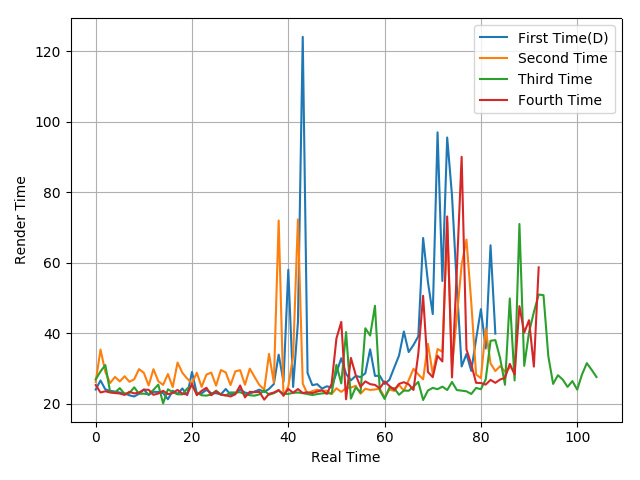 First Time(D)
Second Time
Third Time
Fourth Time
120
100
80
60
40
20
Render Time
0 20 40 60 80 100
Real Time